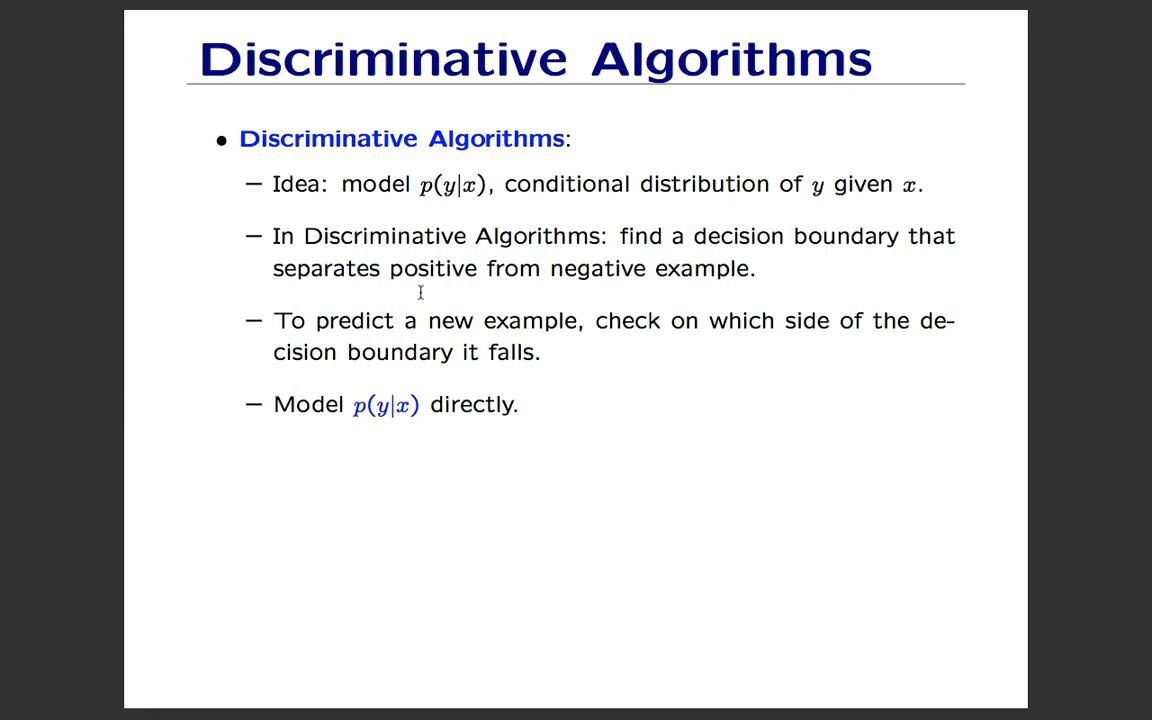 Discriminative Algorithms
● Discriminative Algorithms:
– Idea: model p(y|x), conditional distribution of y given x.
– In Discriminative Algorithms: find a decision boundary that
separates positive from negative example.
– To predict a new example, check on which side of the de-
cision boundary it falls.
– Model p(y|x) directly.